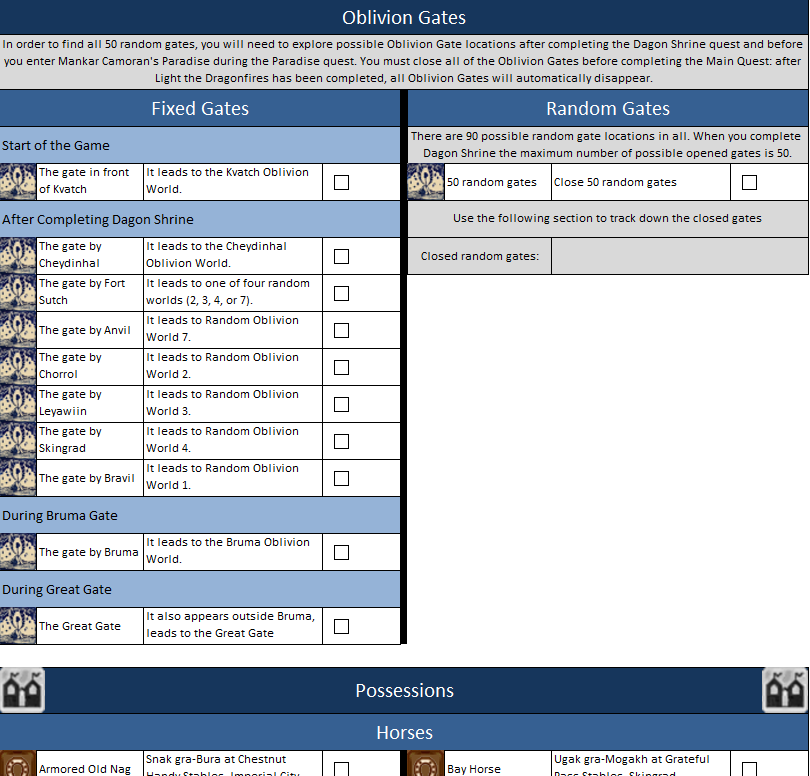 Oblivion Gates
In order to find all 50 random gates, you will need to explore possible Oblivion Gate locations after completing the Dagon Shrine quest and before
you enter Mankar Camoran's Paradise during the Paradise quest. You must close all of the Oblivion Gates before completing the Main Quest: after
Light the Dragonfires has been completed, all Oblivion Gates will automatically disappear.
Fixed Gates
Start of the Game
The gate in front
of Kvatch
It leads to the Kvatch Oblivion
World.
After Completing Dagon Shrine
The gate by
Cheydinhal
It leads to the Cheydinhal
Oblivion World.
The gate by Fort
Sutch
It leads to one of four random
worlds (2, 3, 4, or 7).
The gate by Anvil
It leads to Random Oblivion
World 7.
The gate by
Chorrol
It leads to Random Oblivion
World 2.
The gate by
Leyawiin
It leads to Random Oblivion
World 3.
The gate by
Skingrad
It leads to Random Oblivion
World 4.
The gate by Bravil
It leads to Random Oblivion
World 1.
During Bruma Gate
The gate by Bruma
It leads to the Bruma Oblivion
World.
During Great Gate
The Great Gate
It also appears outside Bruma,
leads to the Great Gate
Random Gates
There are 90 possible random gate locations in all. When you complete
Dagon Shrine the maximum number of possible opened gates is 50.
50 random gates
Close 50 random gates
Use the following section to track down the closed gates
Closed random gates:
Possessions
Horses
Armored Old Nag
Snak gra-Bura at Chestnut
Handy Stables, Imperial City
Bay Horse
Ugak gra-Mogakh at Grateful
Pass Stables, Skingrad